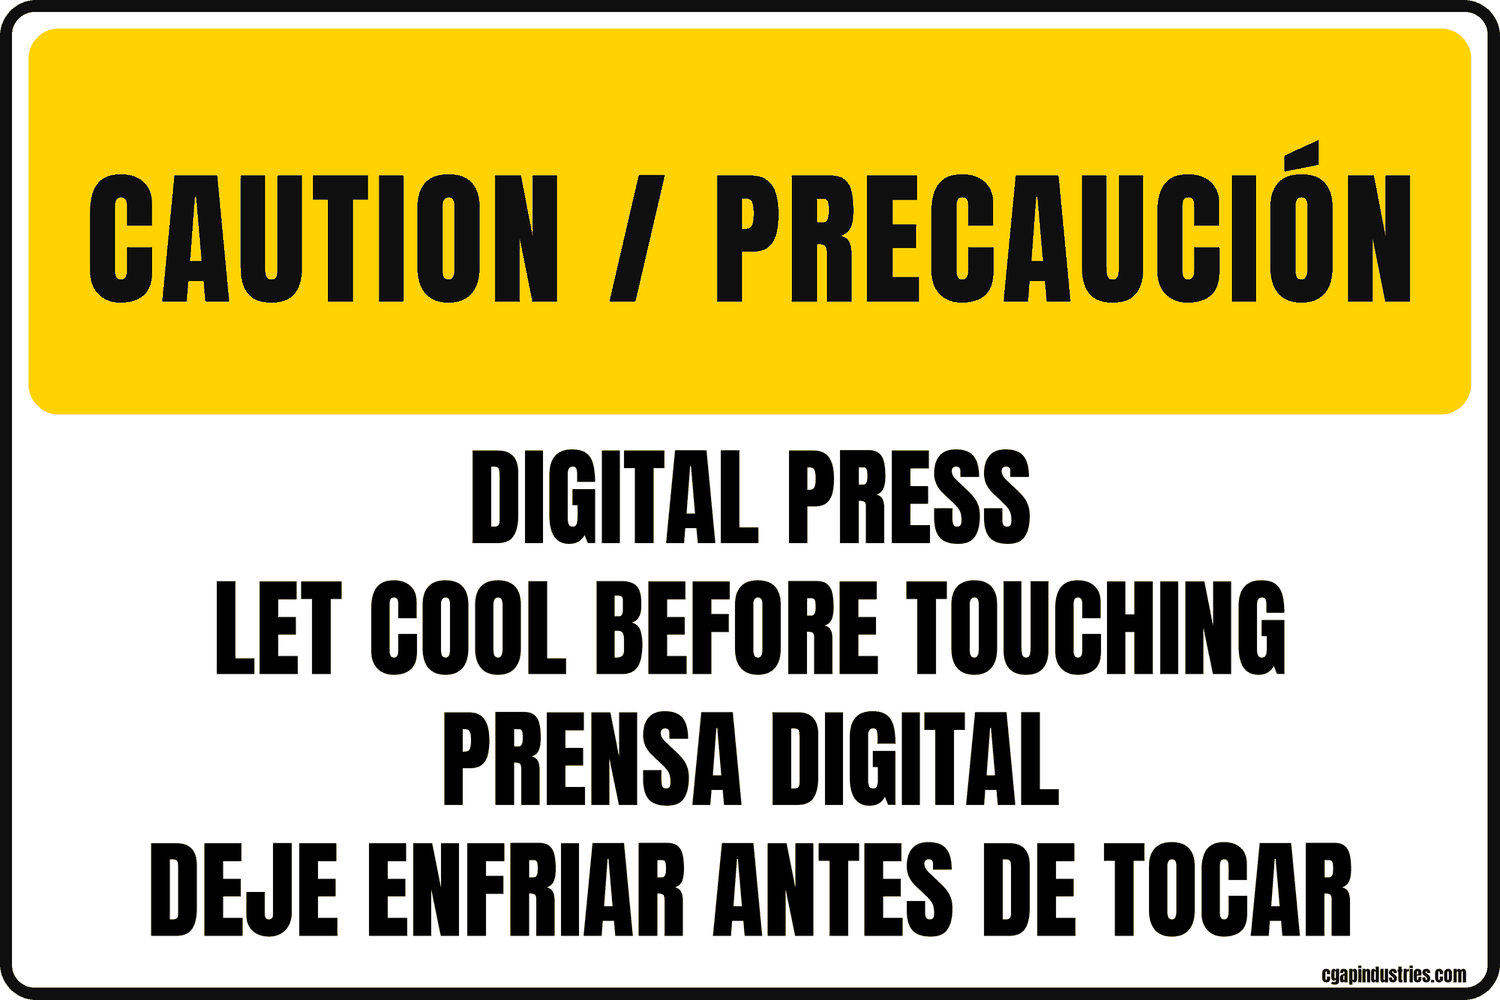 CAUTION / PRECAUCIÓN
DIGITAL PRESS
LET COOL BEFORE TOUCHING
PRENSA DIGITAL
DEJE ENFRIAR ANTES DE TOCAR
cgapindustries.com